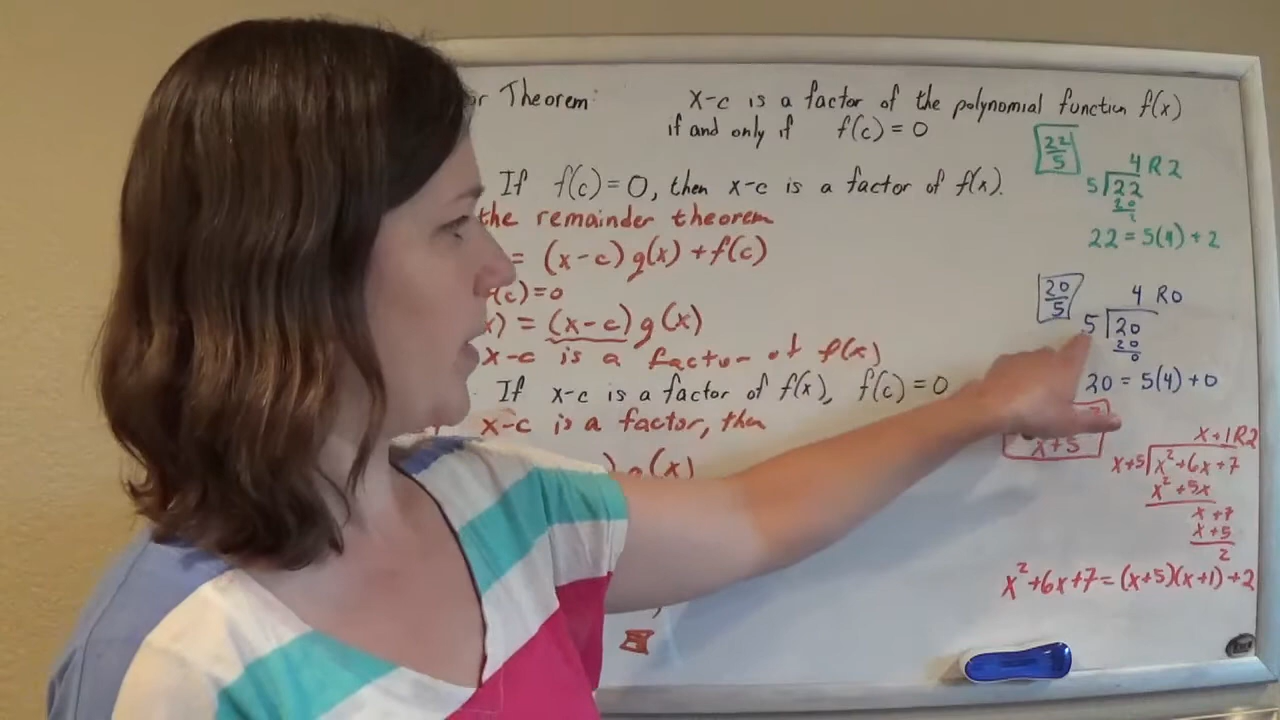 Theorem:
x-c is a factor of the polynomial function f(x)
if and only if f(c) = 0
If f(c) = 0, then x-c is a factor of f(x).
the remainder theorem
= (x-c) g(x) + f(c)
(c) = 0
= (x-c) g(x)
x-c is a factor of f(x)
If x-c is a factor of f(x), f(c) = 0
x-c is a factor, then
g(x)
22
5
4 R 2
5 22
20
2
22 = 5(4) + 2
20
5
4 R 0
5 20
20
0
20 = 5(4) + 0
x+5
x+1 R2
x+5 x²+6x+7
x²+5x
x+7
x+5
2
x²+6x+7 = (x+5)(x+1)+2